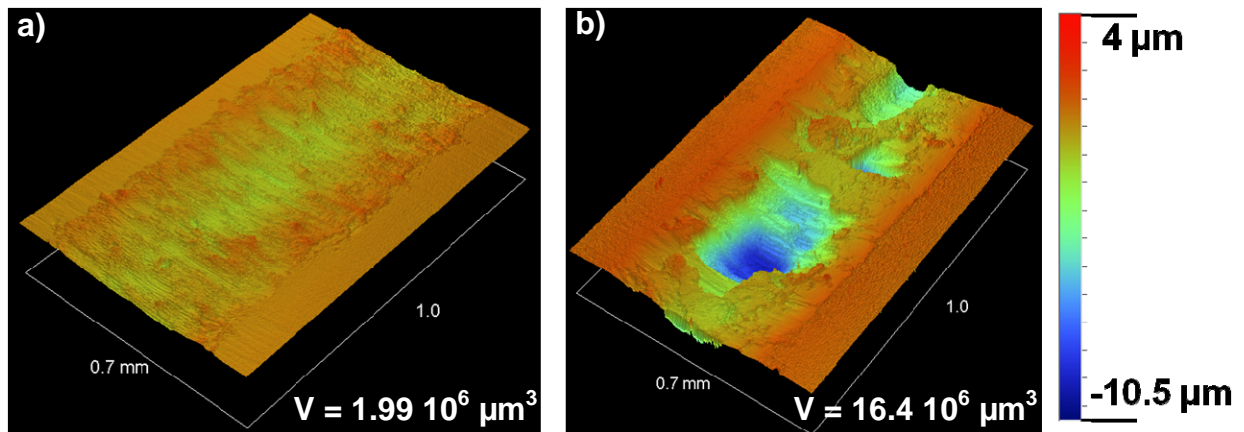 a)
1.0
0.7 mm
V = 1.99 10⁶ µm³
b)
1.0
0.7 mm
V = 16.4 10⁶ µm³
4 µm
-10.5 µm